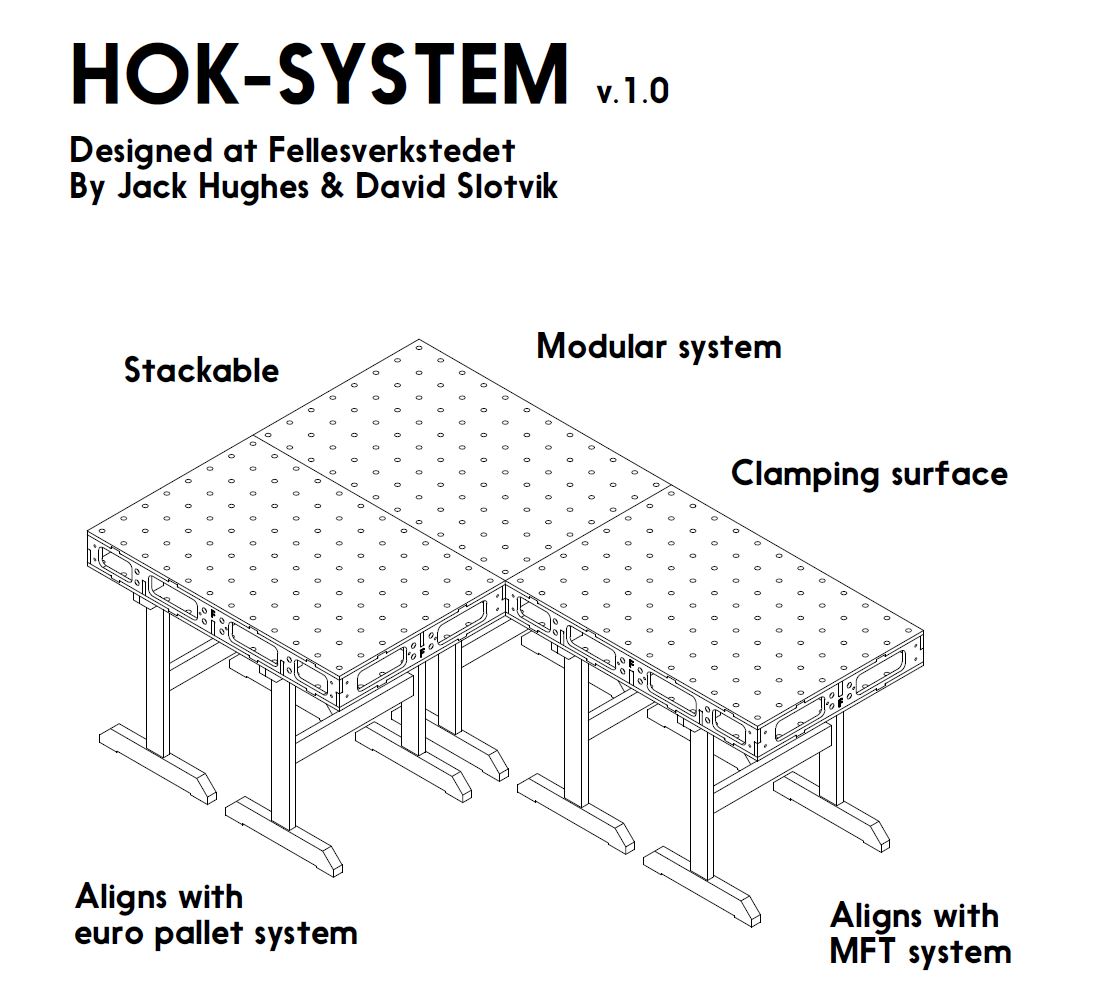 HOK-SYSTEM v.1.0
Designed at Fellesverkstedet
By Jack Hughes & David Slotvik
Stackable
Modular system
Clamping surface
F
F
F
F
Aligns with
euro pallet system
Aligns with
MFT system